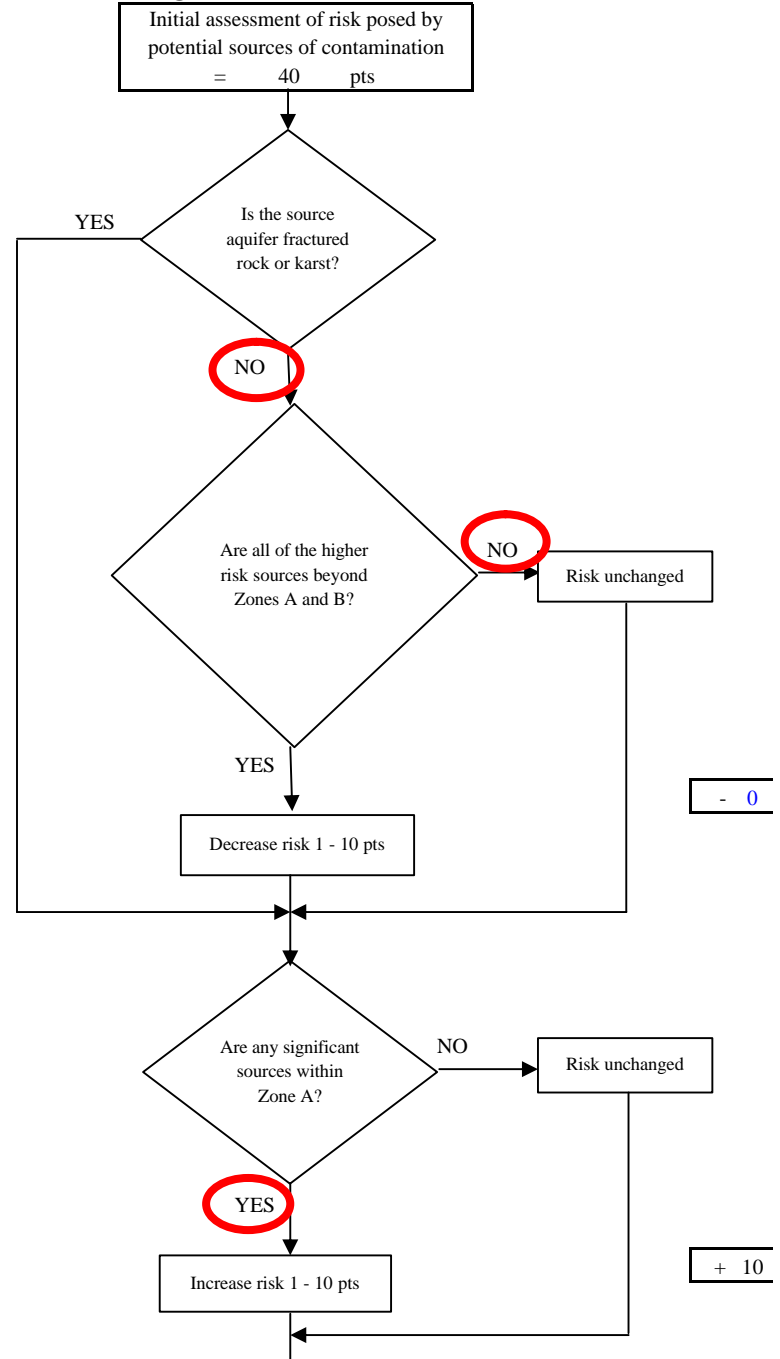 Initial assessment of risk posed by
potential sources of contamination
= 40 pts
YES
Is the source
aquifer fractured
rock or karst?
NO
Are all of the higher
risk sources beyond
Zones A and B?
NO
Risk unchanged
YES
- 0
Decrease risk 1 - 10 pts
Are any significant
sources within
Zone A?
NO
Risk unchanged
YES
+ 10
Increase risk 1 - 10 pts